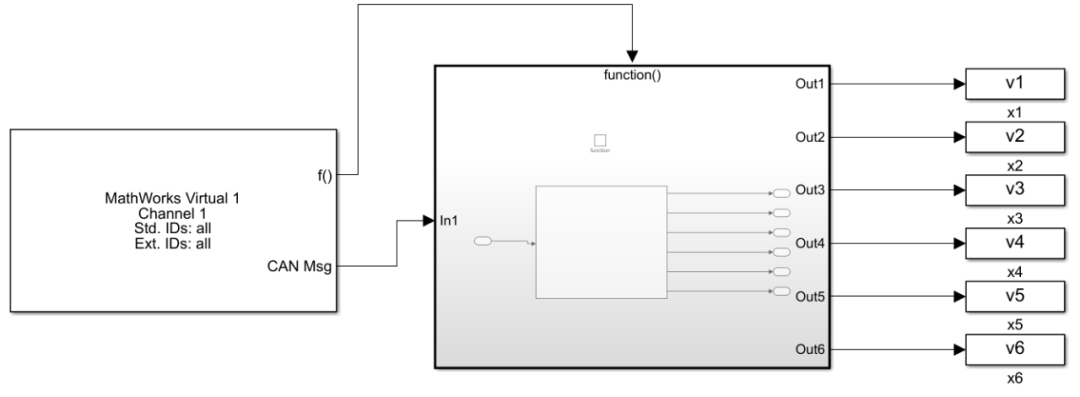 function()
MathWorks Virtual 1
Channel 1
Std. IDs: all
Ext. IDs: all
f()
CAN Msg
In1
function
Out1
Out2
Out3
Out4
Out5
Out6
v1
x1
v2
x2
v3
x3
v4
x4
v5
x5
v6
x6